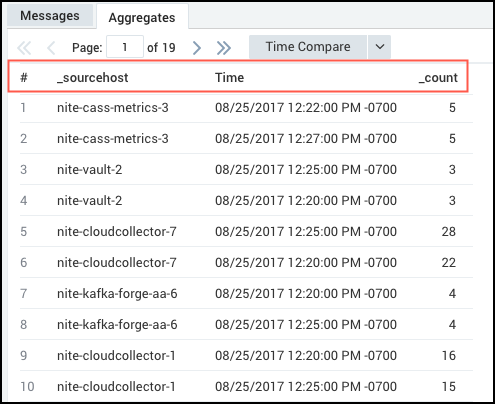 Messages Aggregates
Page: 1 of 19 Time Compare
# _sourcehost Time _count
1 nite-cass-metrics-3 08/25/2017 12:22:00 PM -0700 5
2 nite-cass-metrics-3 08/25/2017 12:27:00 PM -0700 5
3 nite-vault-2 08/25/2017 12:25:00 PM -0700 3
4 nite-vault-2 08/25/2017 12:20:00 PM -0700 3
5 nite-cloudcollector-7 08/25/2017 12:25:00 PM -0700 28
6 nite-cloudcollector-7 08/25/2017 12:20:00 PM -0700 22
7 nite-kafka-forge-aa-6 08/25/2017 12:20:00 PM -0700 4
8 nite-kafka-forge-aa-6 08/25/2017 12:25:00 PM -0700 4
9 nite-cloudcollector-1 08/25/2017 12:20:00 PM -0700 16
10 nite-cloudcollector-1 08/25/2017 12:25:00 PM -0700 15